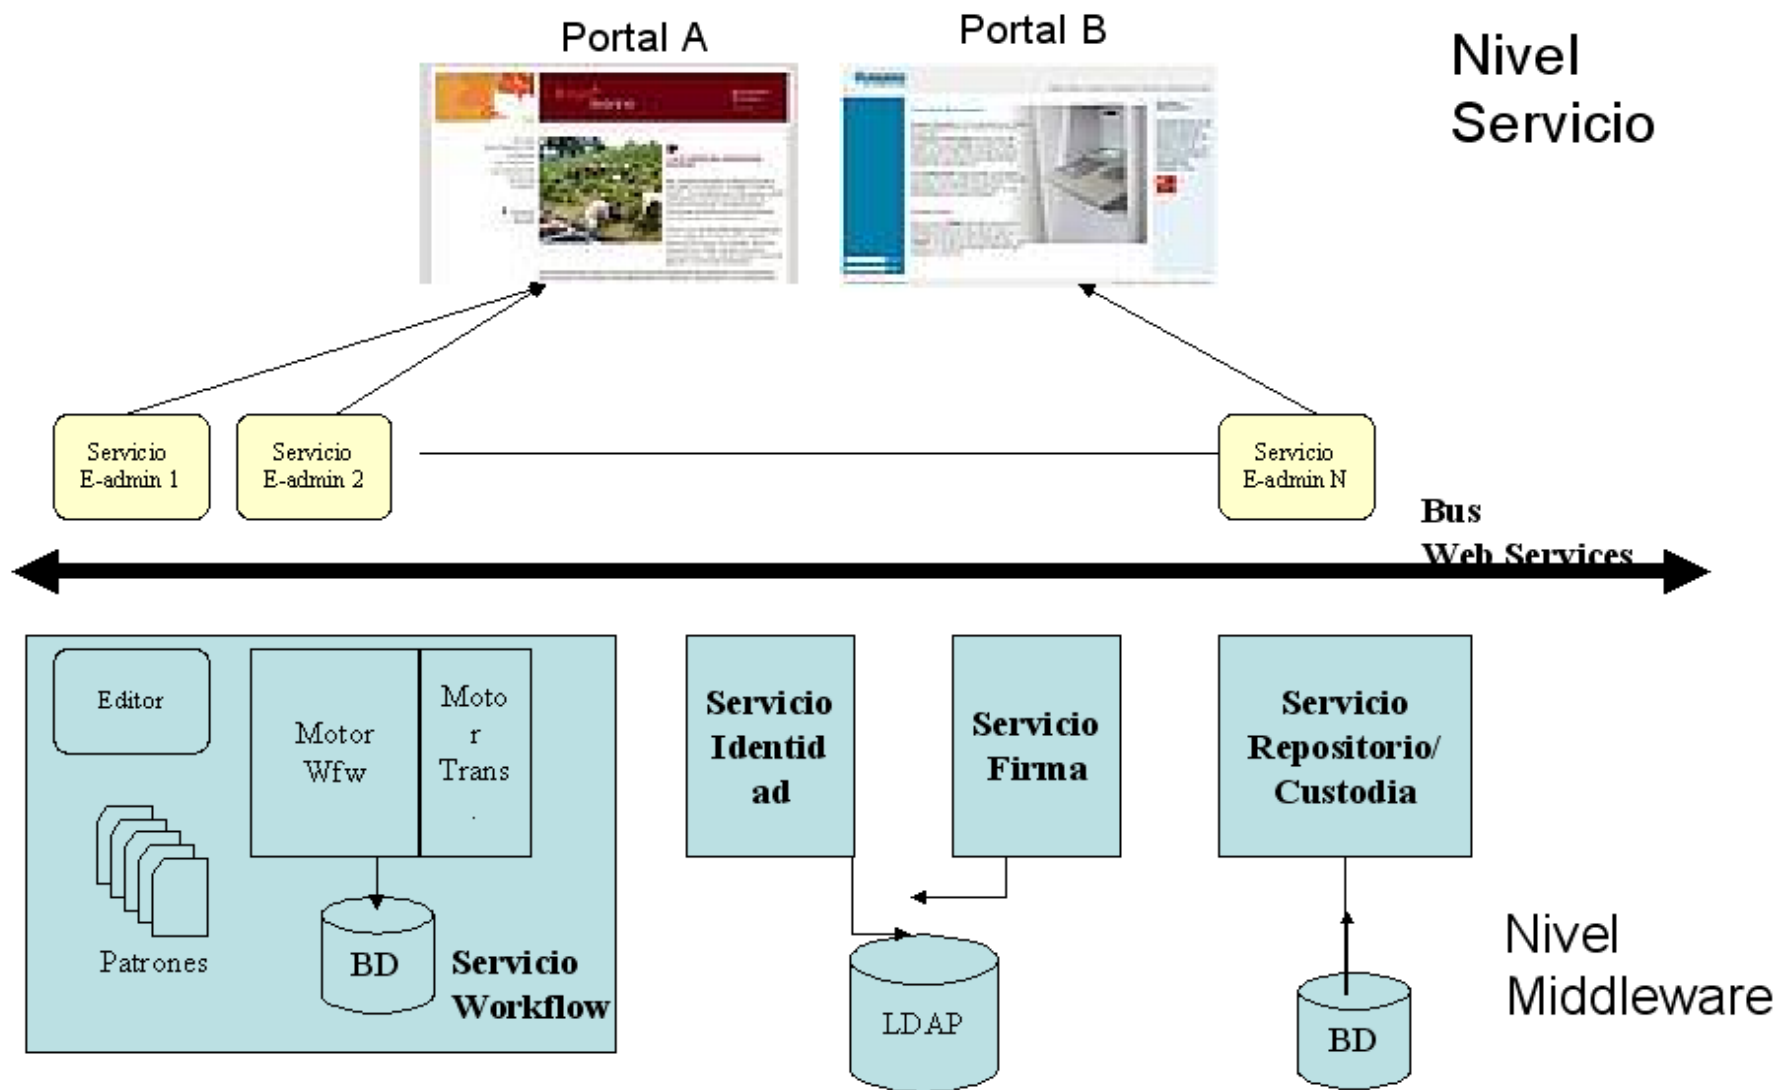 Portal A
Portal B
Nivel
Servicio
Servicio
E-admin 1
Servicio
E-admin 2
Servicio
E-admin N
Bus
Web Services
Editor
Motor
Wfw
Moto
r
Trans
.
Patrones
BD
Servicio
Workflow
Servicio
Identid
ad
Servicio
Firma
LDAP
Servicio
Repositorio/
Custodia
BD
Nivel
Middleware